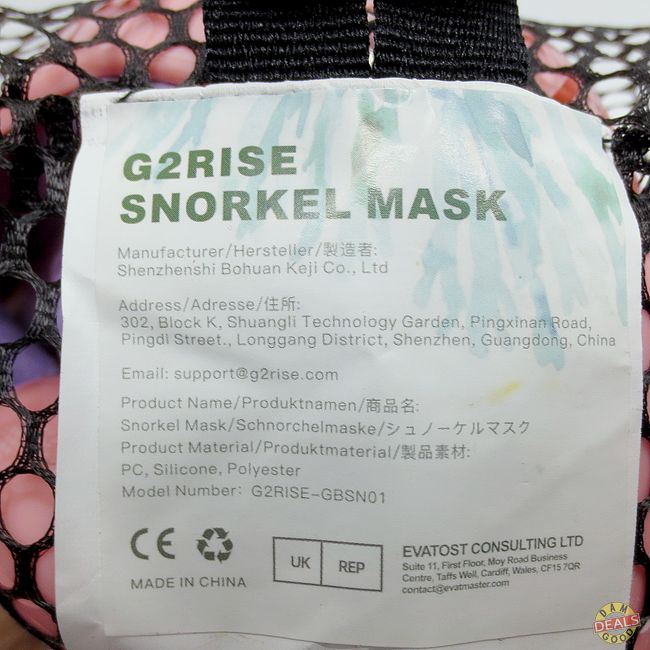 G2RISE
SNORKEL MASK
Manufacturer/Hersteller/製造者:
Shenzhenshi Bohuan Keji Co., Ltd
Address/Adresse/住所:
302, Block K, Shuangli Technology Garden, Pingxinan Road,
Pingdi Street., Longgang District, Shenzhen, Guangdong, China
Email: support@g2rise.com
Product Name/Produktnamen/商品名:
Snorkel Mask/Schnorchelmaske/シュノーケルマスク
Product Material/Produktmaterial/製品素材:
PC, Silicone, Polyester
Model Number: G2RISE-GBSN01
CE
MADE IN CHINA
UK REP
EVATOST CONSULTING LTD
Suite 11, First Floor, Moy Road Business
Centre, Taffs Well, Cardiff, Wales, CF15 7QR
contact@evatmaster.com
DAMN
GOOD
DEALS